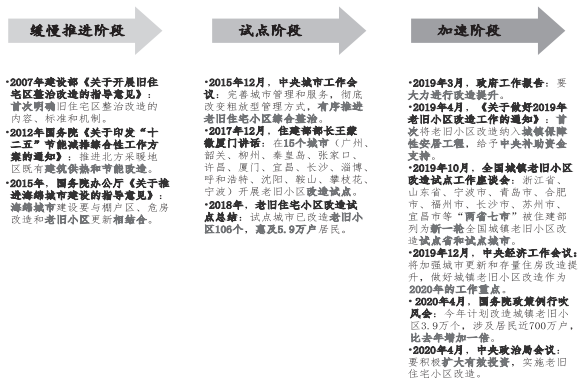 缓慢推进阶段
•2007年建设部《关于开展旧住
宅区整治改造的指导意见》：
首次明确旧住宅区整治改造的
内容、标准和机制。
•2012年国务院《关于印发“十
二五”节能减排综合性工作方
案的通知》：推进北方采暖地
区既有建筑供热和节能改造。
•2015年，国务院办公厅《关于推
进海绵城市建设的指导意见》：
海绵城市建设要与棚户区、危房
改造和老旧小区更新相结合。
试点阶段
•2015年12月，中央城市工作会
议：完善城市管理和服务，彻底
改变粗放型管理方式，有序推进
老旧住宅小区综合整治。
•2017年12月，住建部部长王蒙
徽厦门讲话：在15个城市（广州、
韶关、柳州、秦皇岛、张家口、
许昌、厦门、宜昌、长沙、淄博、
呼和浩特、沈阳、鞍山、攀枝花、
宁波）开展老旧小区改造试点。
•2018年，老旧住宅小区改造试
点总结：试点城市已改造老旧小
区106个，惠及5.9万户居民。
加速阶段
•2019年3月，政府工作报告：要
大力进行改造提升。
•2019年4月，《关于做好2019年
老旧小区改造工作的通知》：首
次将老旧小区改造纳入城镇保障
性安居工程，给予中央补助资金
支持。
•2019年10月，全国城镇老旧小区
改造试点工作座谈会：浙江省、
山东省、宁波市、青岛市、合肥
市、福州市、长沙市、苏州市、
宜昌市等“两省七市”被住建部
列为新一轮全国城镇老旧小区改
造试点省和试点城市。
•2019年12月，中央经济工作会议：
将加强城市更新和存量住房改造提
升，做好城镇老旧小区改造作为
2020年的工作重点。
•2020年4月，国务院政策例行吹
风会：今年计划改造城镇老旧小
区3.9万个，涉及居民近700万户，
比去年增加一倍。
•2020年4月，中央政治局会议：
要积极扩大有效投资，实施老旧
住宅小区改造。